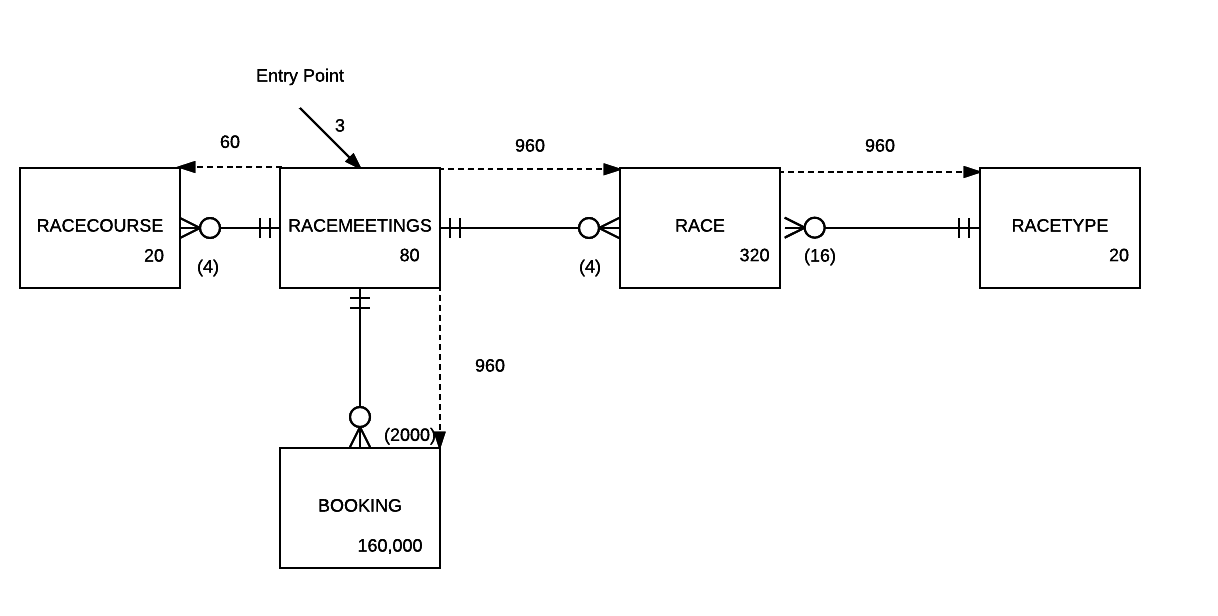 Entry Point
3
60
960
960
RACECOURSE
20
(4)
RACEMEETINGS
80
(4)
RACE
320
(16)
RACETYPE
20
960
(2000)
BOOKING
160,000